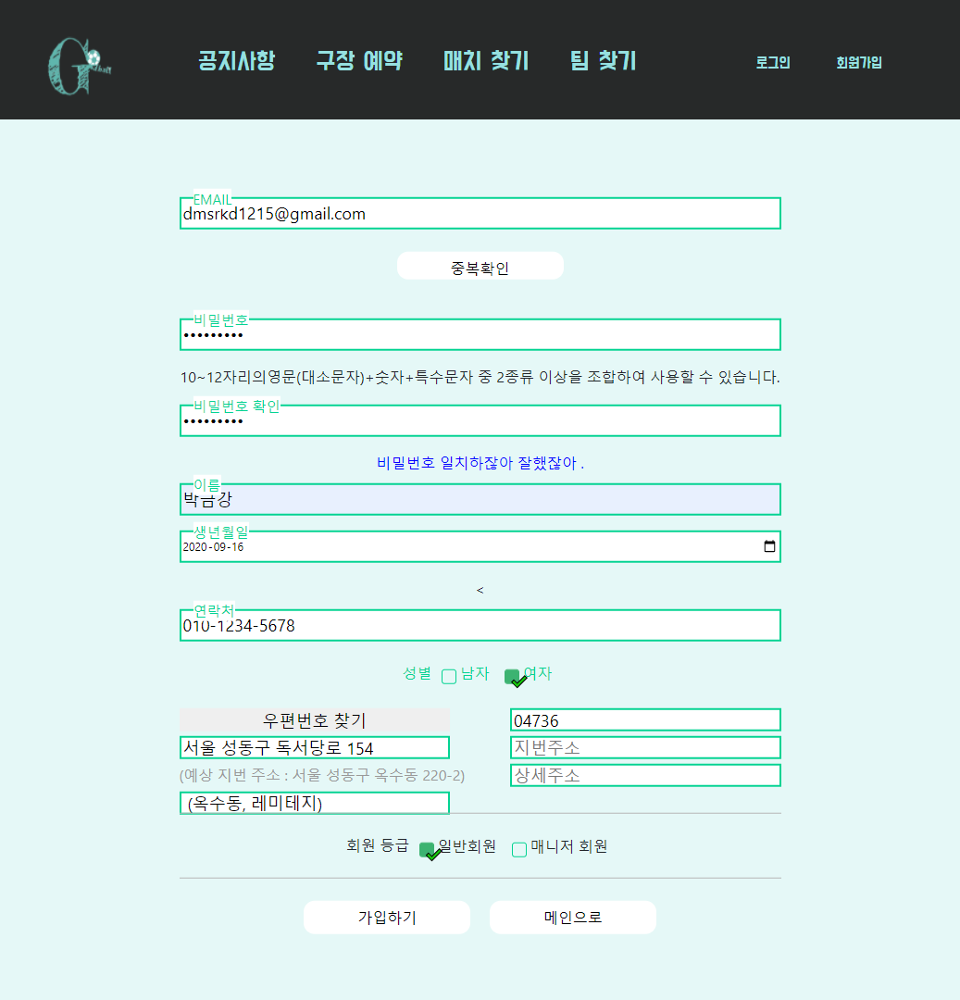 G
공지사항 구장 예약 매치 찾기 팀 찾기 로그인 회원가입
EMAIL
dmsrkd1215@gmail.com
중복확인
비밀번호
•••••••••
10~12자리의영문(대소문자)+숫자+특수문자 중 2종류 이상을 조합하여 사용할 수 있습니다.
비밀번호 확인
•••••••••
비밀번호 일치하잖아 잘했잖아 .
이름
박금강
생년월일
2020-09-16
<
연락처
010-1234-5678
성별 남자 여자
우편번호 찾기 04736
서울 성동구 독서당로 154 지번주소
(예상 지번 주소 : 서울 성동구 옥수동 220-2) 상세주소
(옥수동, 레미테지)
회원 등급 일반회원 매니저 회원
가입하기 메인으로